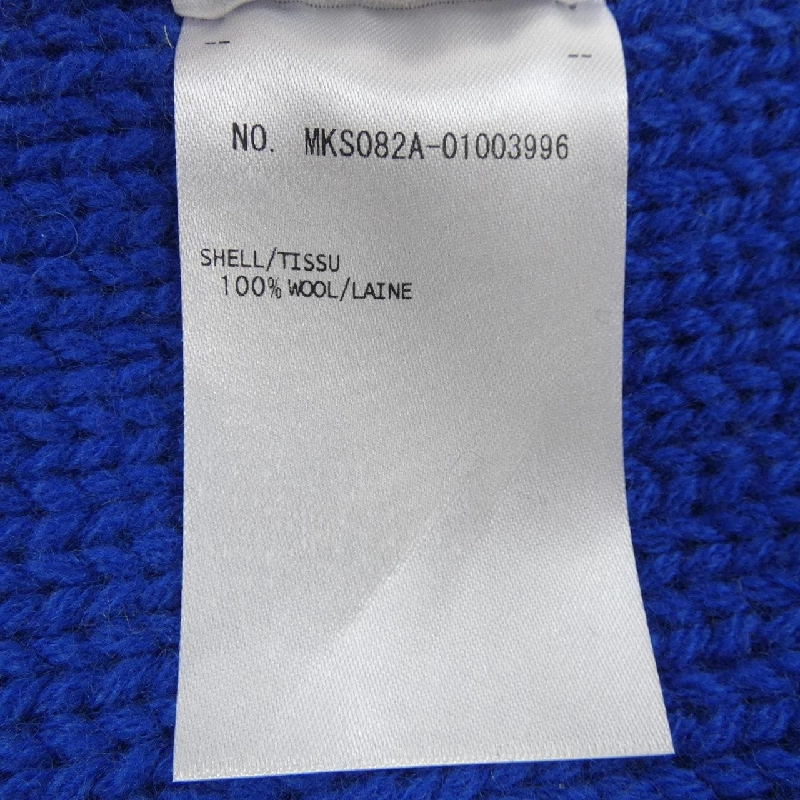 NO. MKS082A-01003996
SHELL/TISSU
100% WOOL/LAINE